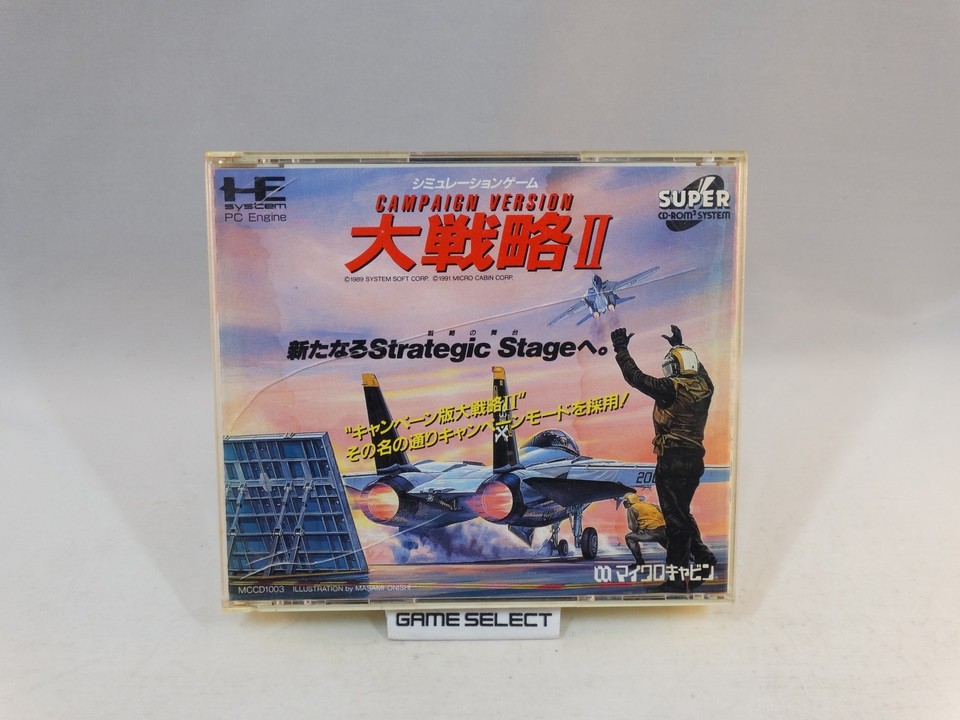 HE
system
PC Engine
シミュレーションゲーム
CAMPAIGN VERSION
大戦略II
©1989 SYSTEM SOFT CORP. ©1991 MICRO CABIN CORP.
SUPER
CD-ROM² SYSTEM
の舞台
新たなるStrategic Stageへ。
"キャンペーン版大戦略II"
その名の通りキャンペーンモードを採用!
200
マイクロキャビン
MCCD1003 ILLUSTRATION by MASAMI ONISHI
GAME SELECT